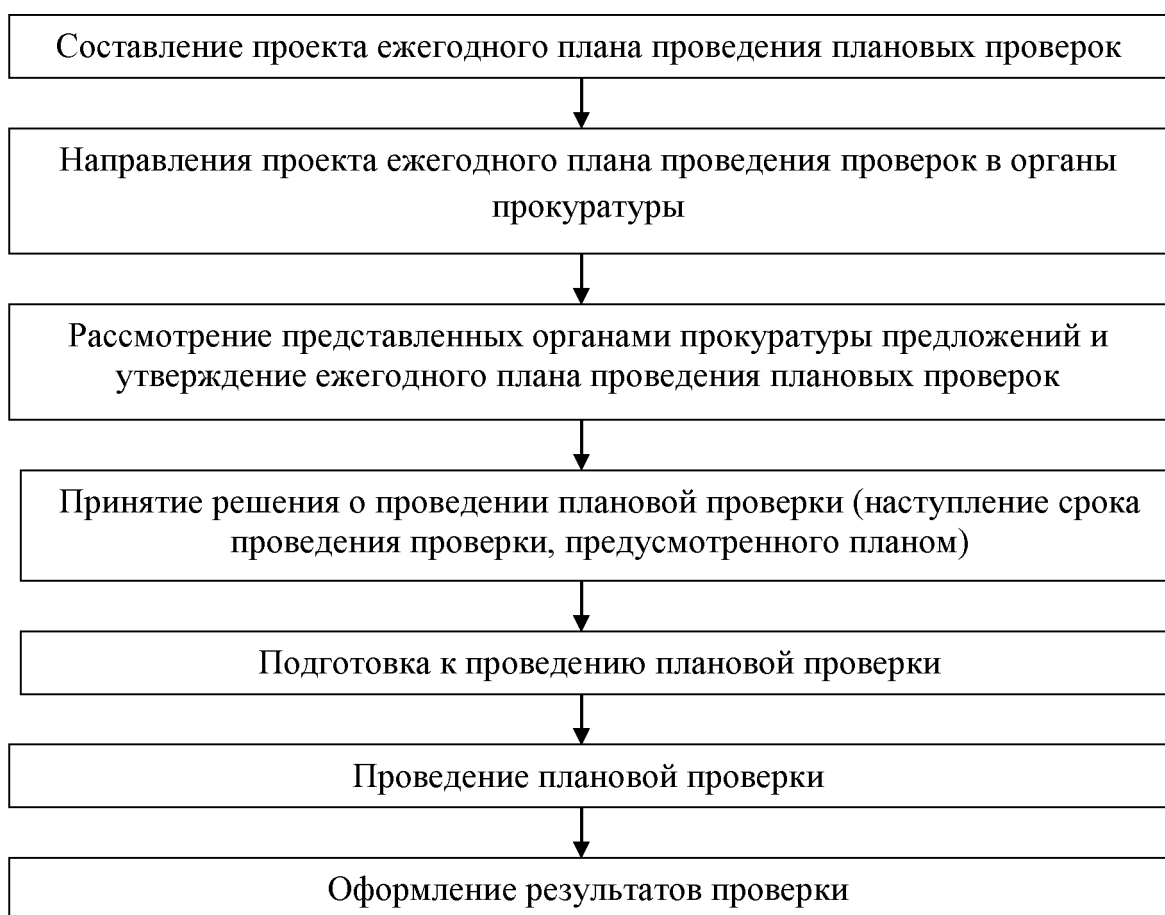 Составление проекта ежегодного плана проведения плановых проверок
Направления проекта ежегодного плана проведения проверок в органы
прокуратуры
Рассмотрение представленных органами прокуратуры предложений и
утверждение ежегодного плана проведения плановых проверок
Принятие решения о проведении плановой проверки (наступление срока
проведения проверки, предусмотренного планом)
Подготовка к проведению плановой проверки
Проведение плановой проверки
Оформление результатов проверки